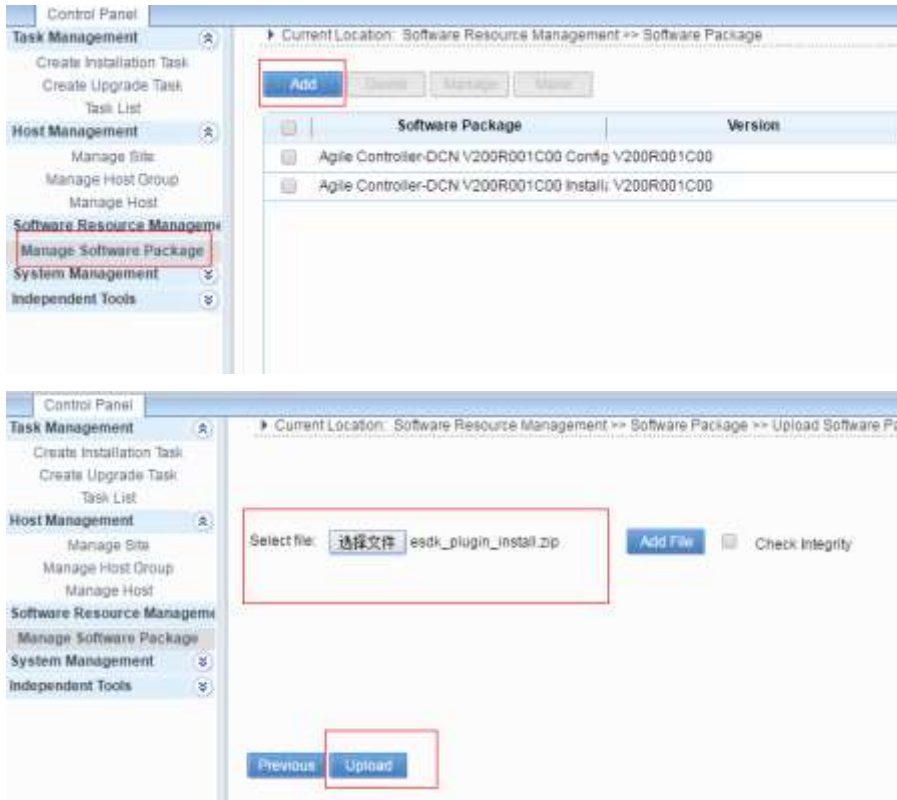 Control Panel
Task Management
Create Installation Task
Create Upgrade Task
Task List
Host Management
Manage Site
Manage Host Group
Manage Host
Software Resource Manageme
Manage Software Package
System Management
Independent Tools
Current Location: Software Resource Management >> Software Package
Add Delete Manage
Software Package Version
Agile Controller-DCN V200R001C00 Config V200R001C00
Agile Controller-DCN V200R001C00 Install V200R001C00
Control Panel
Task Management
Create Installation Task
Create Upgrade Task
Task List
Host Management
Manage Site
Manage Host Group
Manage Host
Software Resource Manageme
Manage Software Package
System Management
Independent Tools
Current Location: Software Resource Management >> Software Package >> Upload Software Pa
Select file: 选择文件 esdk_plugin_install.zip Add File Check Integrity
Previous Upload